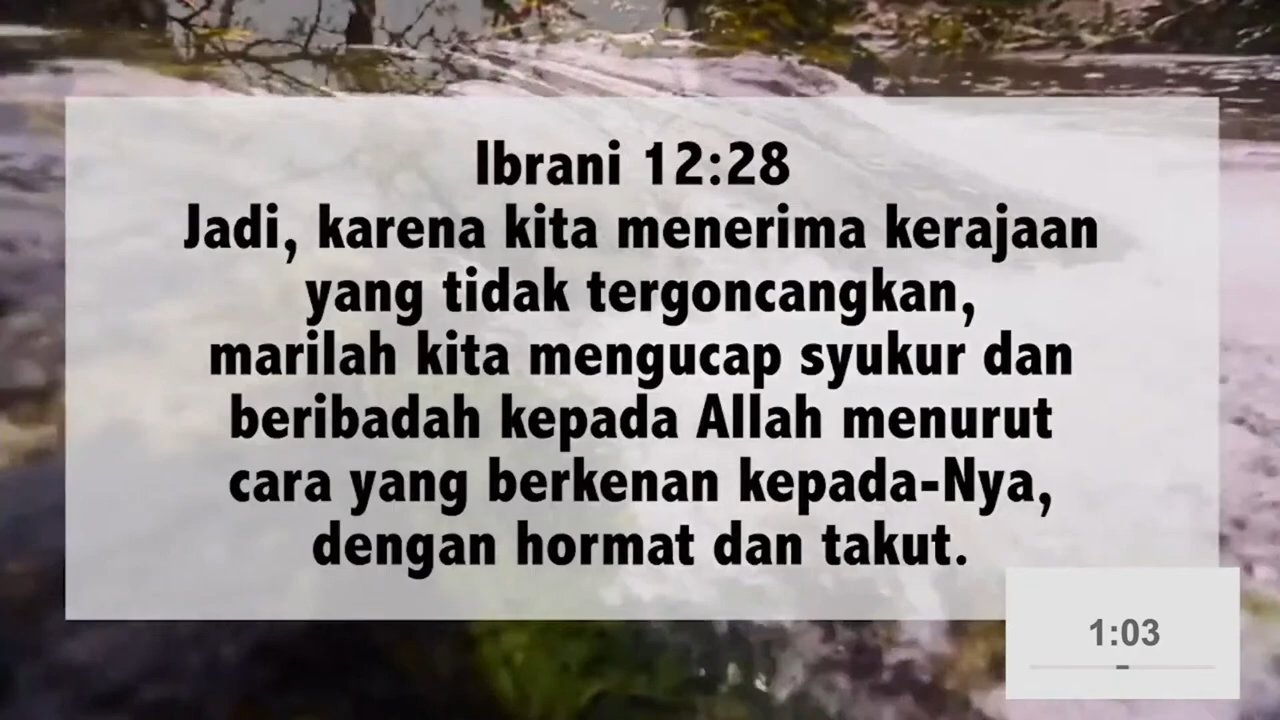 Ibrani 12:28
Jadi, karena kita menerima kerajaan
yang tidak tergoncangkan,
marilah kita mengucap syukur dan
beribadah kepada Allah menurut
cara yang berkenan kepada-Nya,
dengan hormat dan takut.
1:03